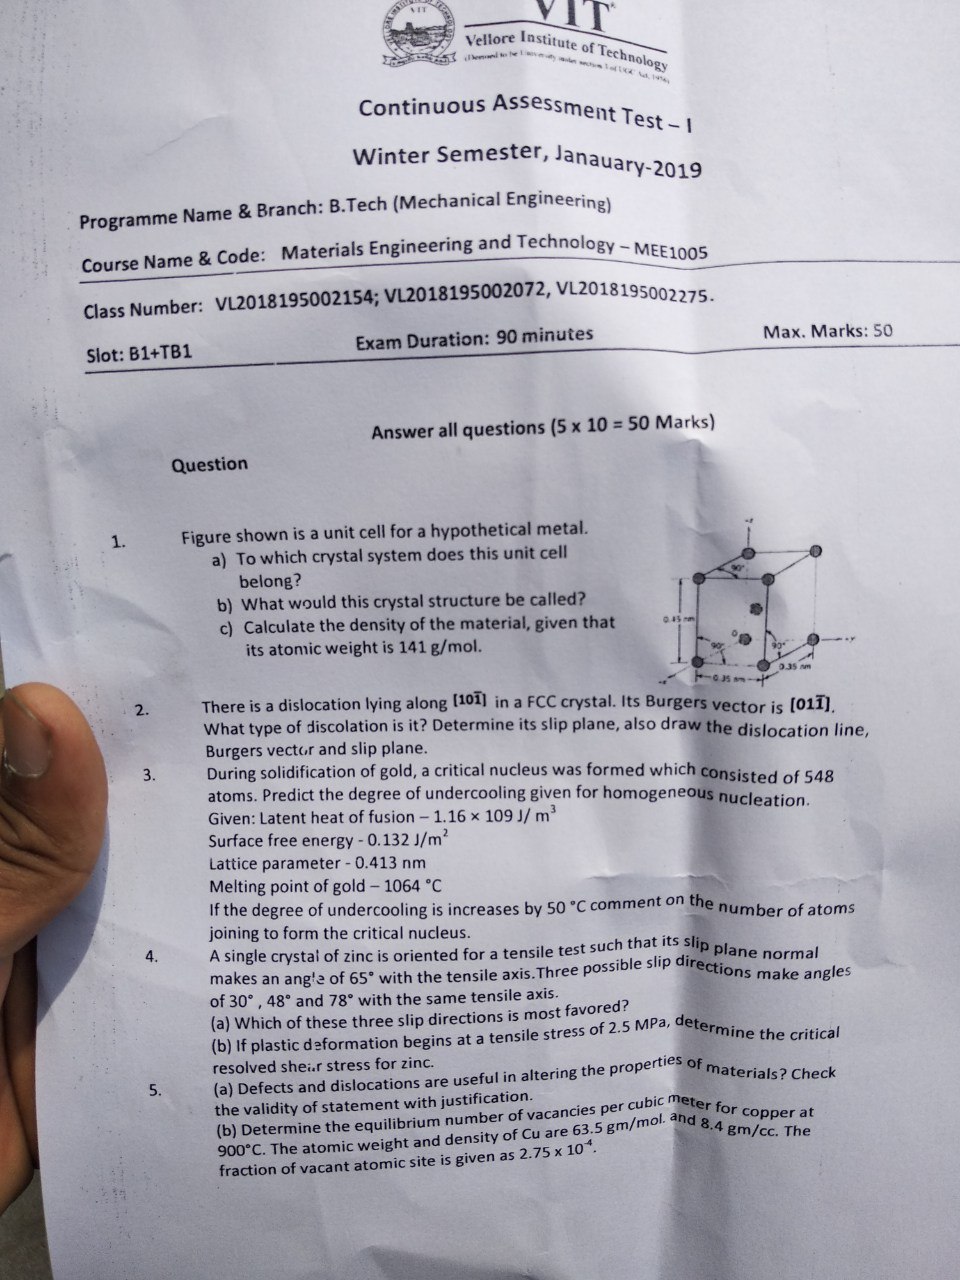 VIT
VIT
Vellore Institute of Technology
(Deemed to be University under section 3 of UGC Act, 1956)
Continuous Assessment Test – I
Winter Semester, Janauary-2019
Programme Name & Branch: B.Tech (Mechanical Engineering)
Course Name & Code: Materials Engineering and Technology – MEE1005
Class Number: VL2018195002154; VL2018195002072, VL2018195002275.
Slot: B1+TB1 Exam Duration: 90 minutes Max. Marks: 50
Answer all questions (5 x 10 = 50 Marks)
Question
1. Figure shown is a unit cell for a hypothetical metal.
a) To which crystal system does this unit cell
belong?
b) What would this crystal structure be called?
c) Calculate the density of the material, given that
its atomic weight is 141 g/mol.
+z
90°
0.45 nm
O
90°
90°
+y
0.35 nm
0.35 nm
+x
2. There is a dislocation lying along [101̅] in a FCC crystal. Its Burgers vector is [011̅].
What type of discolation is it? Determine its slip plane, also draw the dislocation line,
Burgers vector and slip plane.
3. During solidification of gold, a critical nucleus was formed which consisted of 548
atoms. Predict the degree of undercooling given for homogeneous nucleation.
Given: Latent heat of fusion – 1.16 × 109 J/ m³
Surface free energy - 0.132 J/m²
Lattice parameter - 0.413 nm
Melting point of gold – 1064 °C
If the degree of undercooling is increases by 50 °C comment on the number of atoms
joining to form the critical nucleus.
4. A single crystal of zinc is oriented for a tensile test such that its slip plane normal
makes an angle of 65° with the tensile axis.Three possible slip directions make angles
of 30° , 48° and 78° with the same tensile axis.
(a) Which of these three slip directions is most favored?
(b) If plastic deformation begins at a tensile stress of 2.5 MPa, determine the critical
resolved shear stress for zinc.
5. (a) Defects and dislocations are useful in altering the properties of materials? Check
the validity of statement with justification.
(b) Determine the equilibrium number of vacancies per cubic meter for copper at
900°C. The atomic weight and density of Cu are 63.5 gm/mol. and 8.4 gm/cc. The
fraction of vacant atomic site is given as 2.75 x 10⁻⁴.